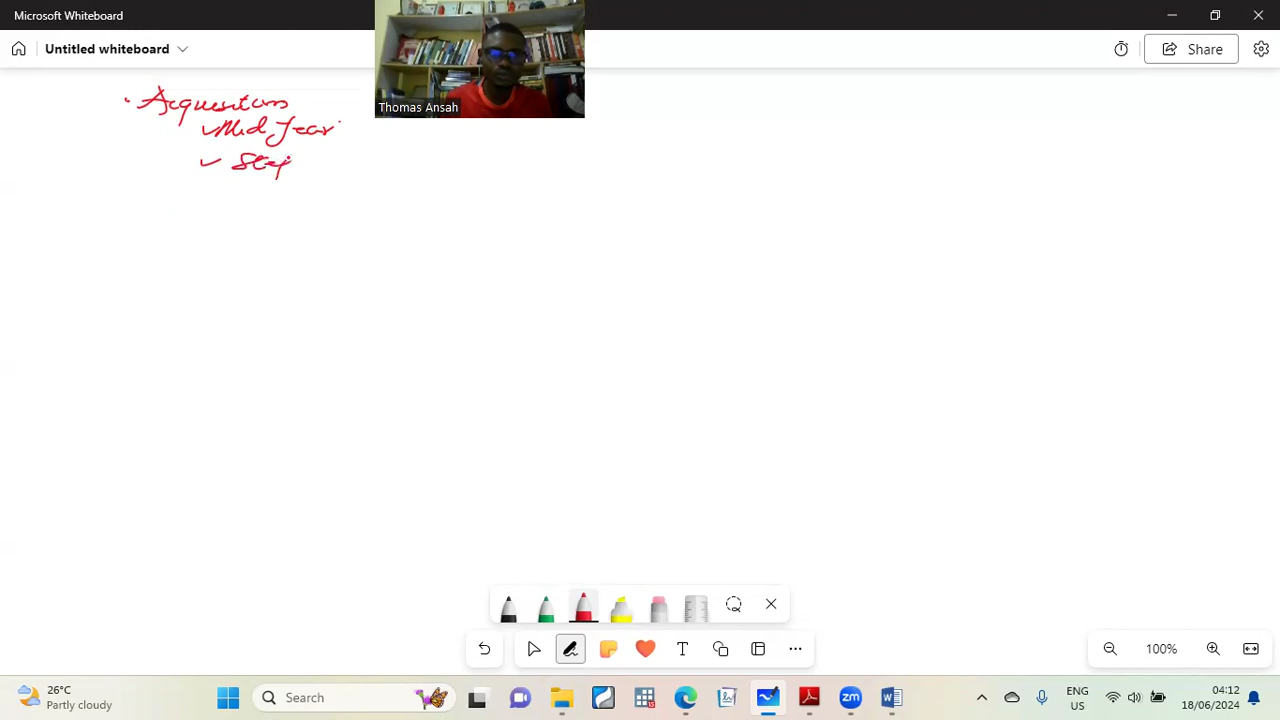 Microsoft Whiteboard
Untitled whiteboard
Share
Thomas Ansah
• Acquisitions
✓ Mid Year
✓ Step
100%
26°C
Partly cloudy
Search
ENG
US
04:12
18/06/2024